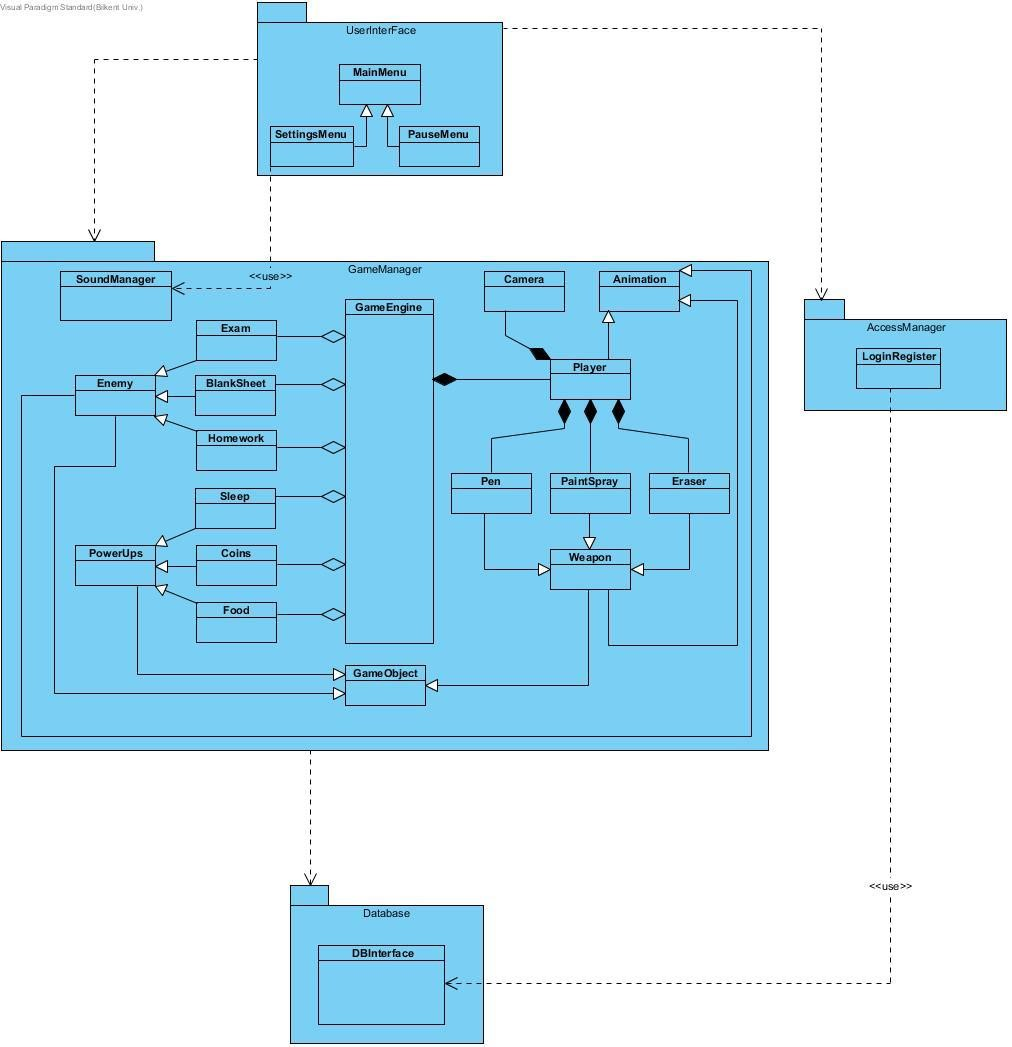 Visual Paradigm Standard(Bilkent Univ.)
UserInterFace
MainMenu
SettingsMenu
PauseMenu
GameManager
SoundManager
<<use>>
Camera
Animation
GameEngine
Exam
Enemy
BlankSheet
Homework
Player
Sleep
Pen
PaintSpray
Eraser
PowerUps
Coins
Weapon
Food
GameObject
AccessManager
LoginRegister
<<use>>
Database
DBInterface